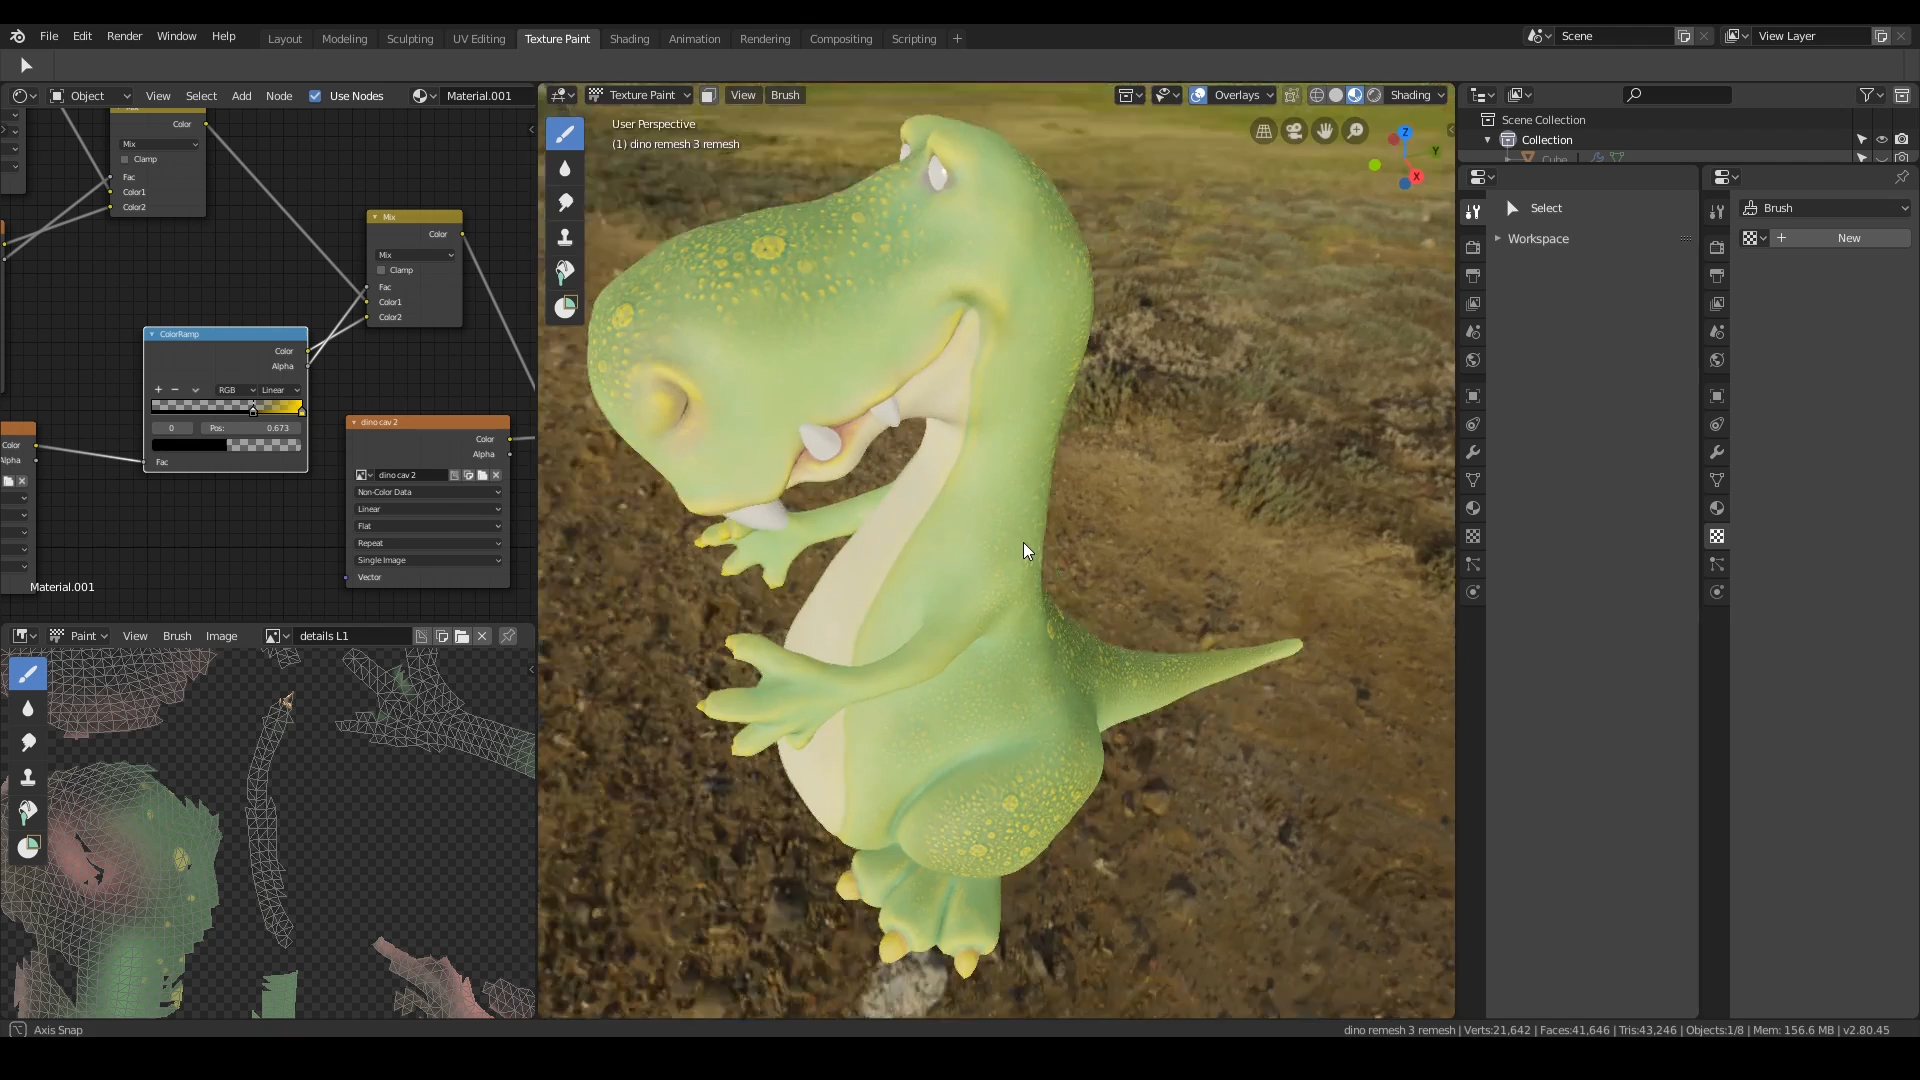 File Edit Render Window Help
Layout Modeling Sculpting UV Editing Texture Paint Shading Animation Rendering Compositing Scripting +
Scene
View Layer
Object View Select Add Node Use Nodes Material.001
Texture Paint View Brush
Overlays Shading
User Perspective
(1) dino remesh 3 remesh
Z
Y
X
Color
Mix
Clamp
Fac
Color1
Color2
Mix
Color
Mix
Clamp
Fac
Color1
Color2
ColorRamp
Color
Alpha
RGB Linear
0 Pos: 0.673
Fac
Color
Alpha
dino cav 2
Color
Alpha
dino cav 2
Non-Color Data
Linear
Flat
Repeat
Single Image
Vector
Material.001
Paint View Brush Image details L1
Scene Collection
Collection
Cube
Select
Workspace
Brush
New
Axis Snap
dino remesh 3 remesh | Verts:21,642 | Faces:41,646 | Tris:43,246 | Objects:1/8 | Mem: 156.6 MB | v2.80.45